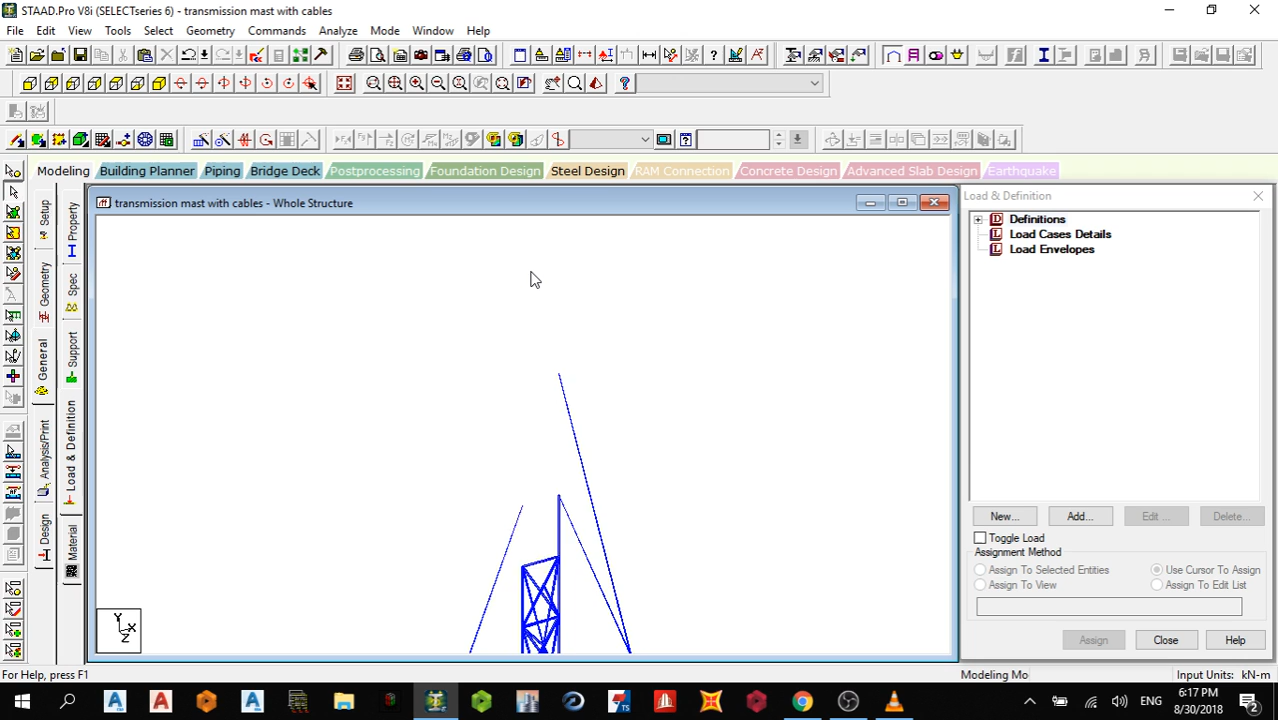 STAAD.Pro V8i (SELECTseries 6) - transmission mast with cables
File Edit View Tools Select Geometry Commands Analyze Mode Window Help
Modeling Building Planner Piping Bridge Deck Postprocessing Foundation Design Steel Design RAM Connection Concrete Design Advanced Slab Design Earthquake
Setup
Geometry
General
Analysis/Print
Design
Property
Spec
Support
Load & Definition
Material
transmission mast with cables - Whole Structure
Y
X
Z
Load & Definition
Definitions
Load Cases Details
Load Envelopes
New... Add... Edit ... Delete...
Toggle Load
Assignment Method
Assign To Selected Entities Use Cursor To Assign
Assign To View Assign To Edit List
Assign Close Help
For Help, press F1 Modeling Mo Input Units: kN-m
ENG 6:17 PM
8/30/2018 2